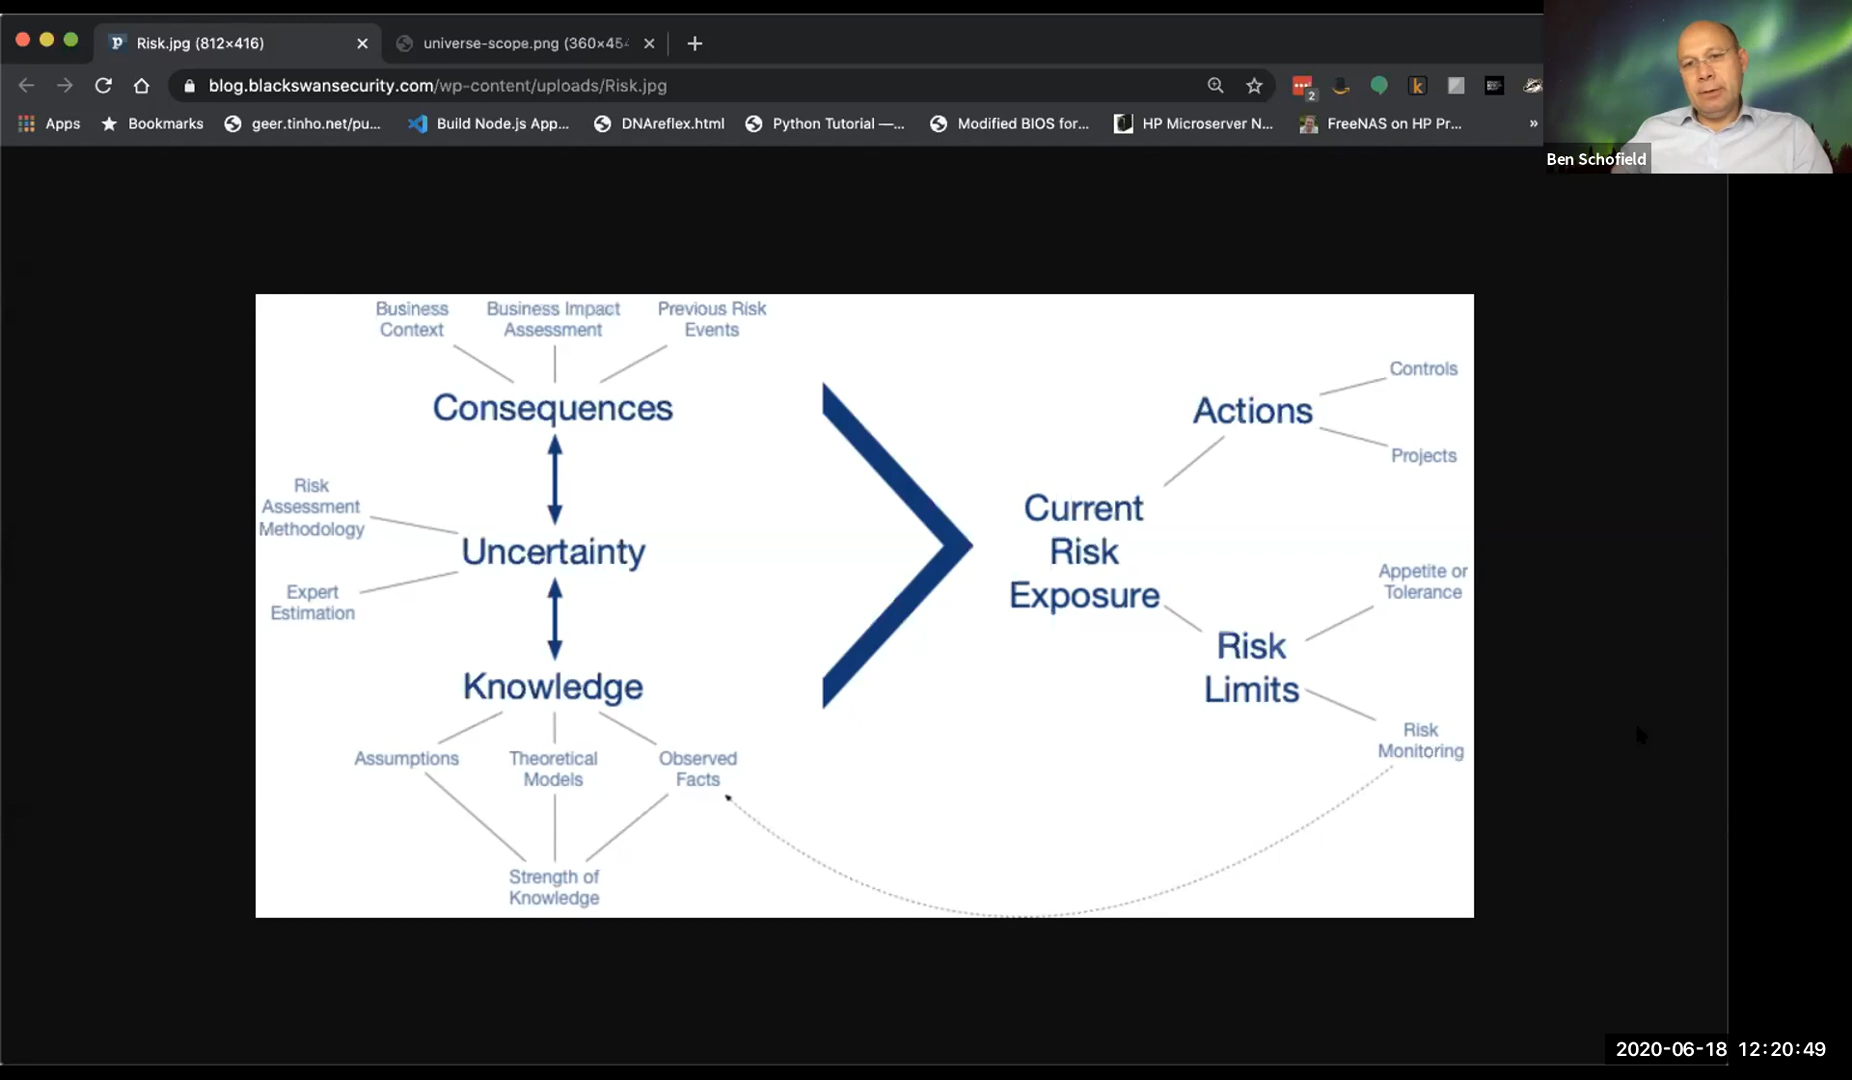 Risk.jpg (812×416)
universe-scope.png (360×45
blog.blackswansecurity.com/wp-content/uploads/Risk.jpg
2
Apps
Bookmarks
geer.tinho.net/pu...
Build Node.js App...
DNAreflex.html
Python Tutorial —...
Modified BIOS for...
HP Microserver N...
FreeNAS on HP Pr...
»
Ben Schofield
Business
Context
Business Impact
Assessment
Previous Risk
Events
Consequences
Risk
Assessment
Methodology
Uncertainty
Expert
Estimation
Knowledge
Assumptions
Theoretical
Models
Observed
Facts
Strength of
Knowledge
Current
Risk
Exposure
Actions
Controls
Projects
Risk
Limits
Appetite or
Tolerance
Risk
Monitoring
2020-06-18 12:20:49